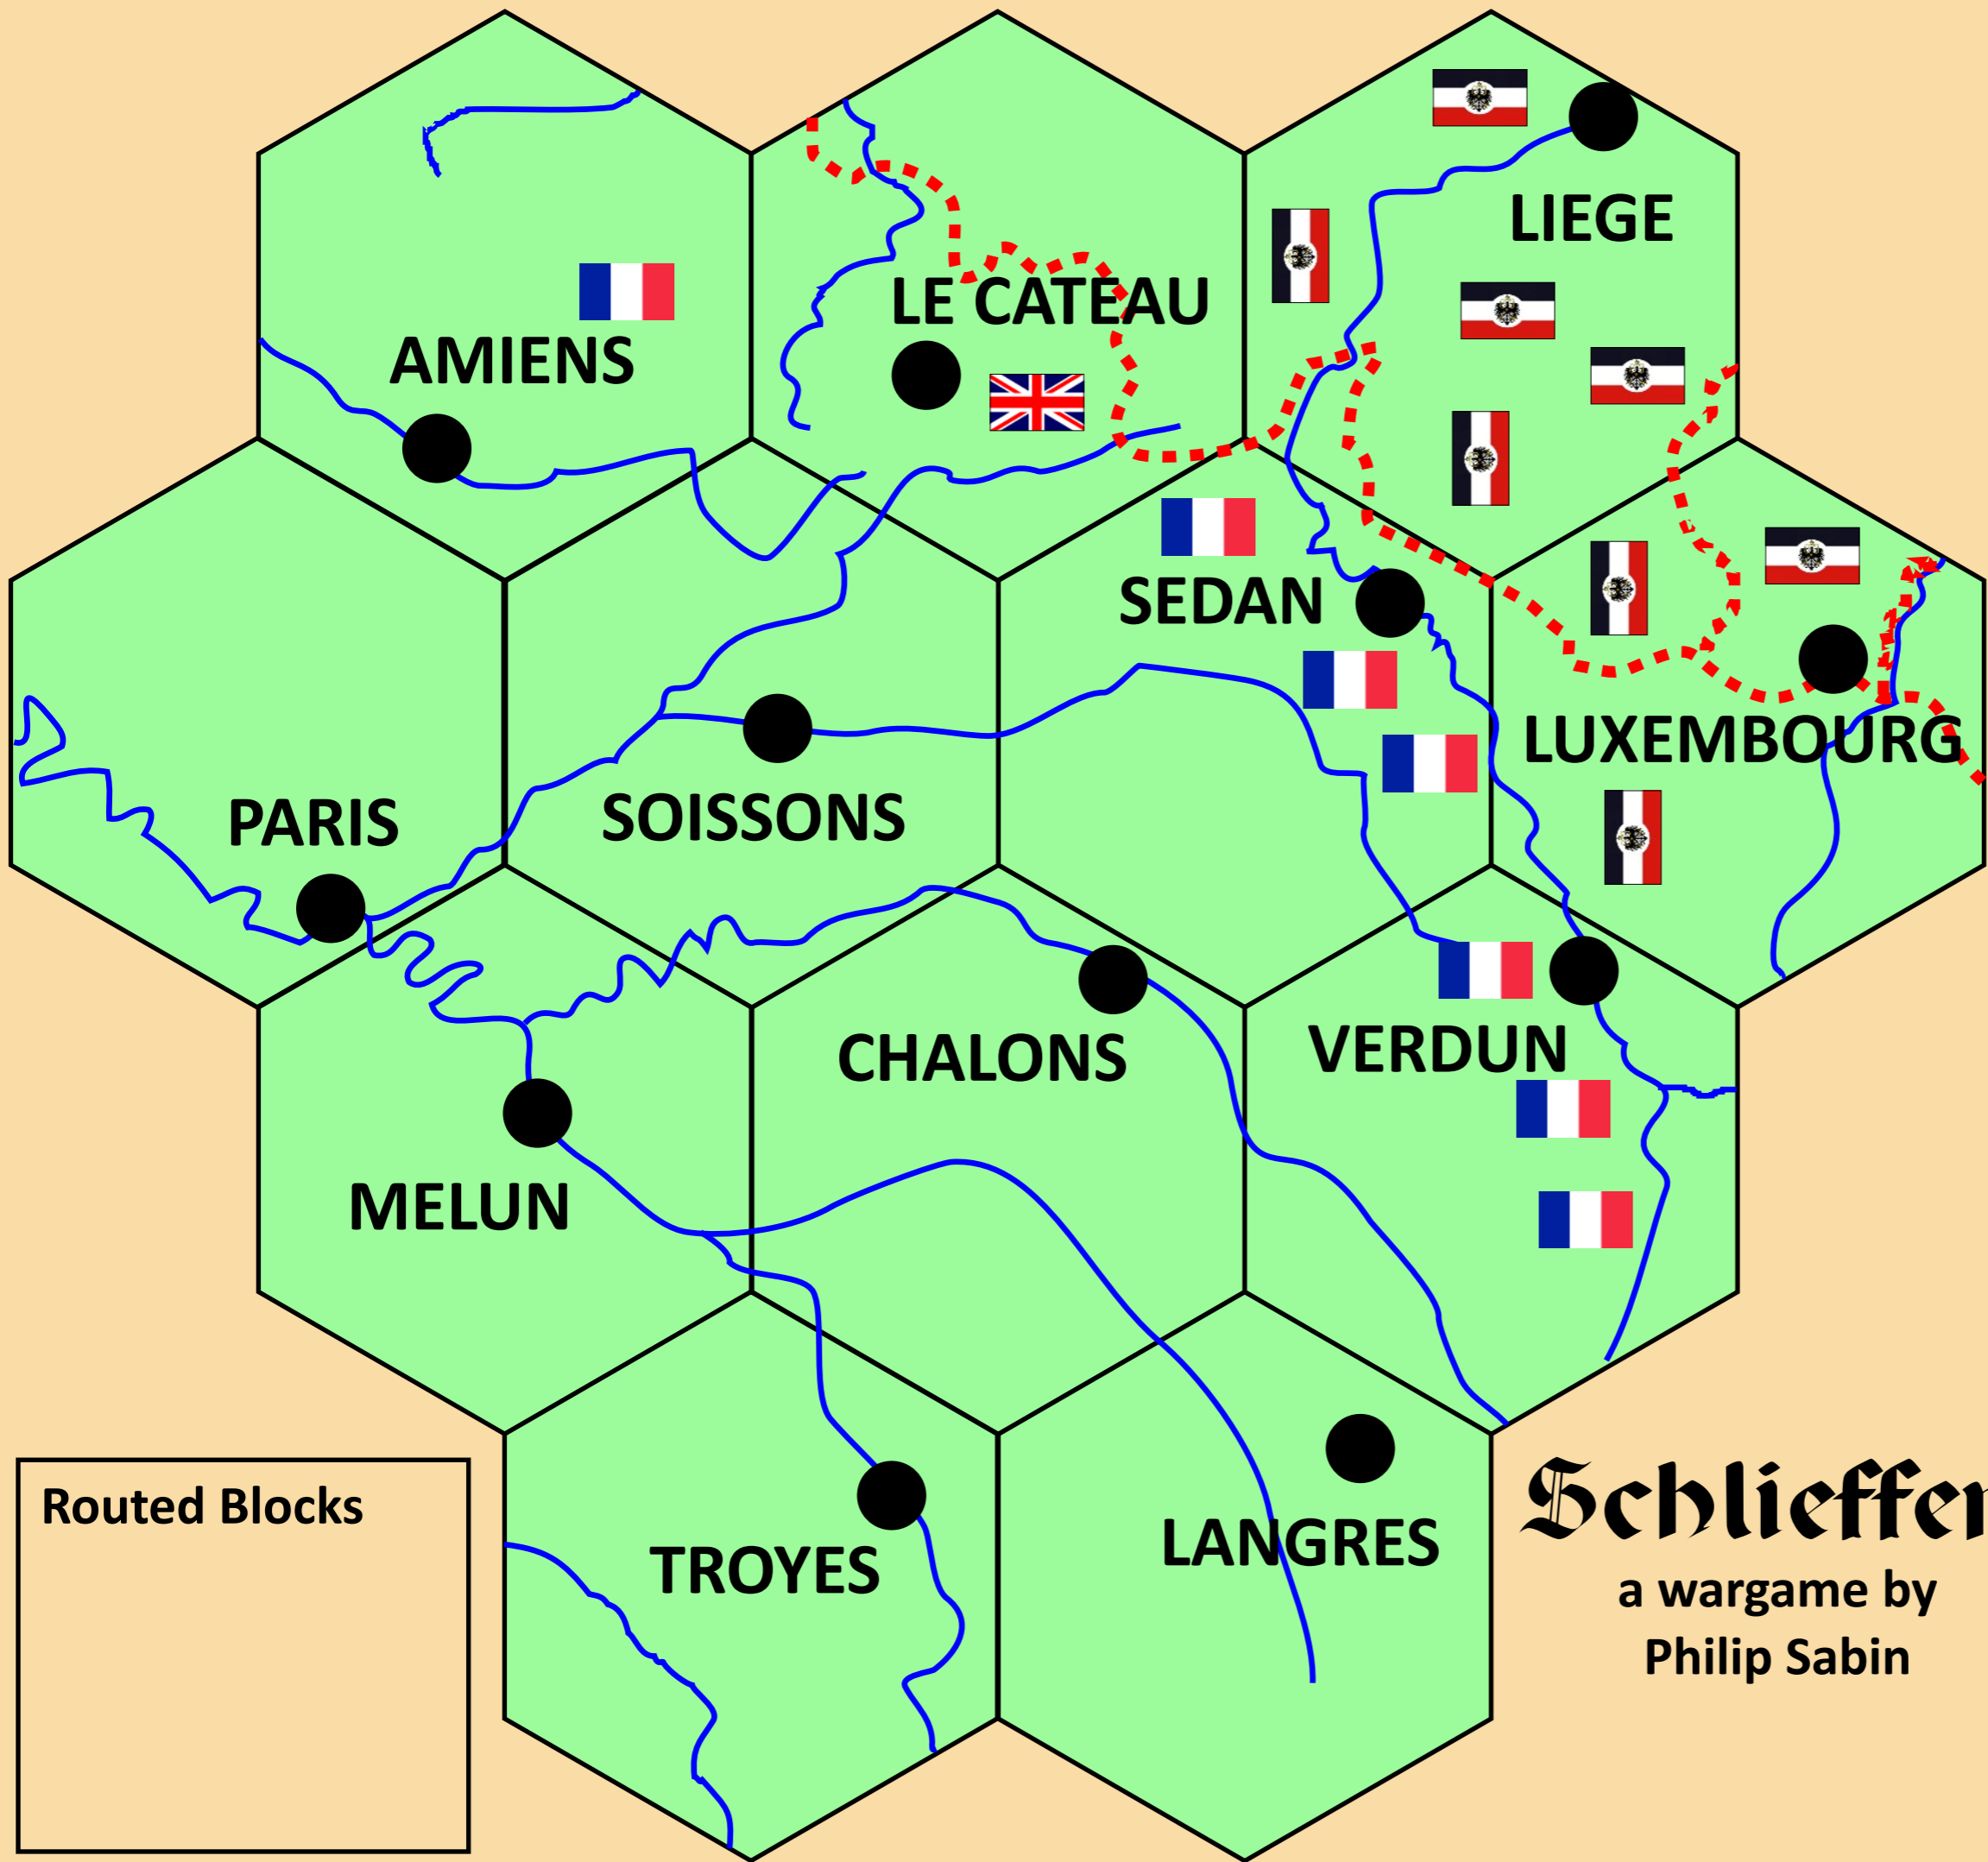 LIEGE
LE CATEAU
AMIENS
SEDAN
LUXEMBOURG
PARIS
SOISSONS
CHALONS
VERDUN
MELUN
Routed Blocks
TROYES
LANGRES
Schlieffen
a wargame by
Philip Sabin